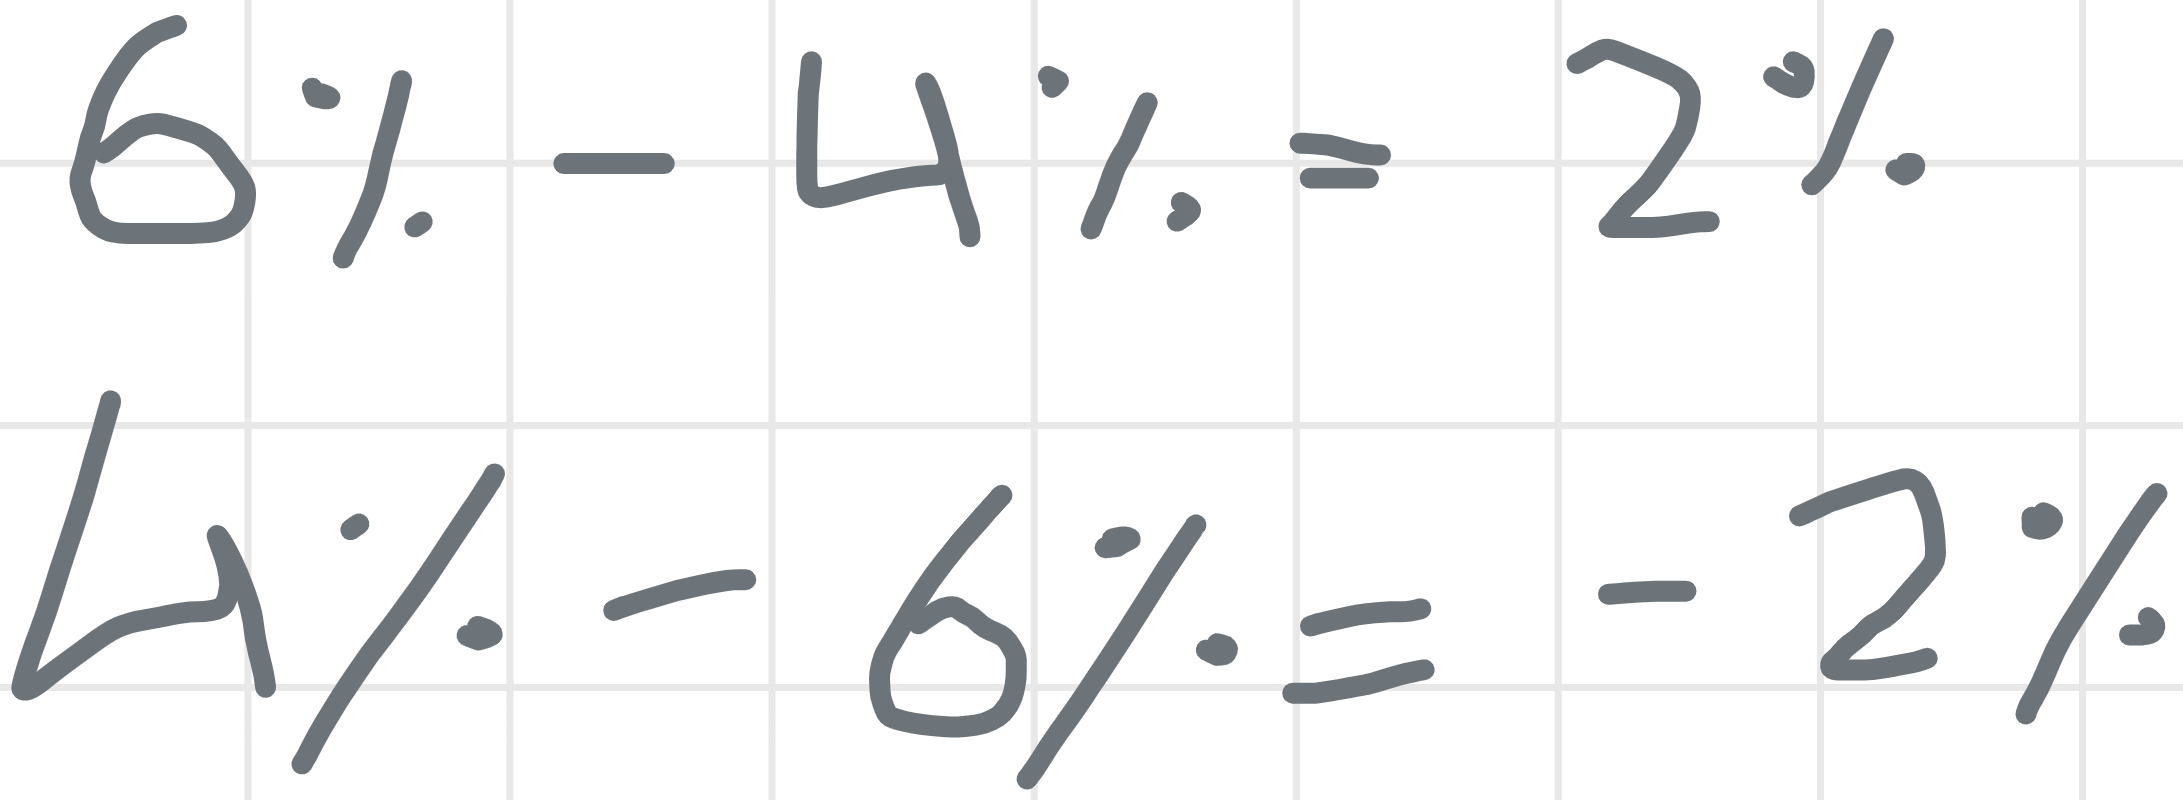 6% - 4% = 2%
4% - 6% = -2%